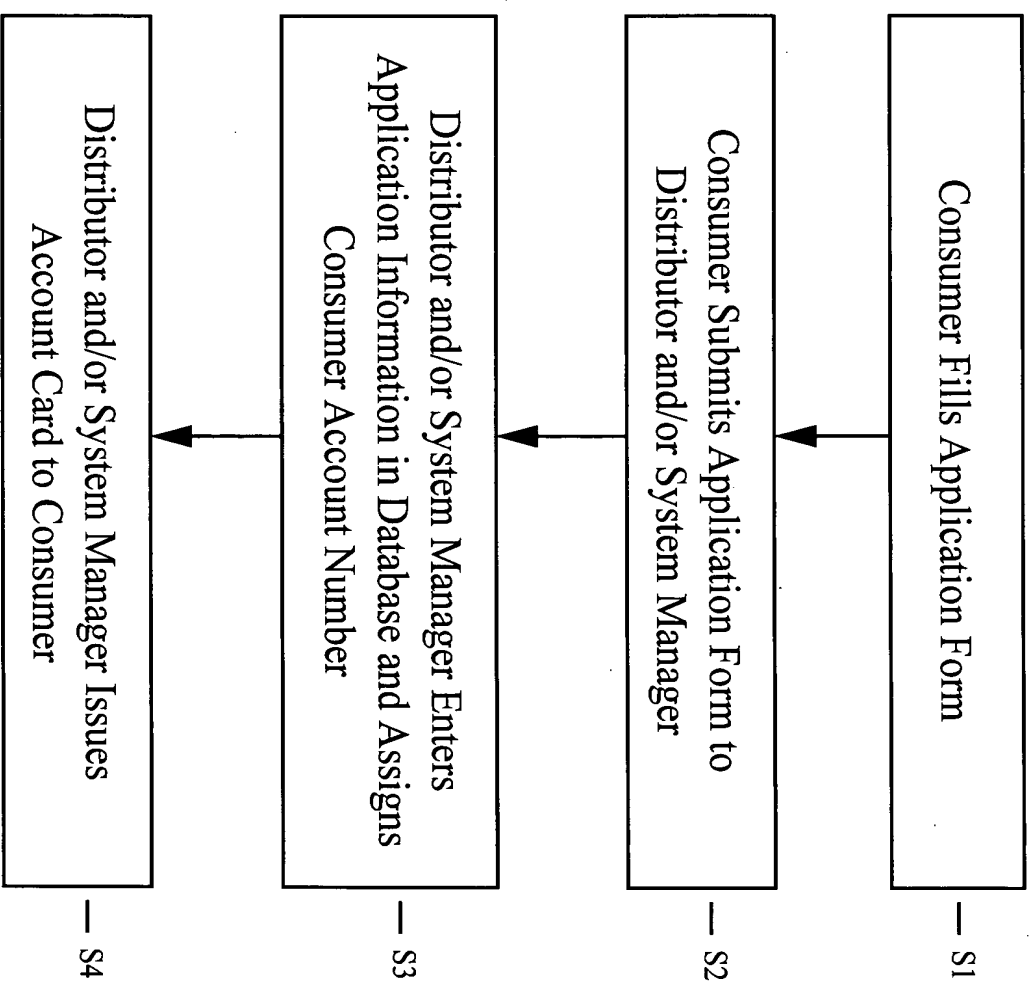 Consumer Fills Application Form
S1
Consumer Submits Application Form to
Distributor and/or System Manager
S2
Distributor and/or System Manager Enters
Application Information in Database and Assigns
Consumer Account Number
S3
Distributor and/or System Manager Issues
Account Card to Consumer
S4